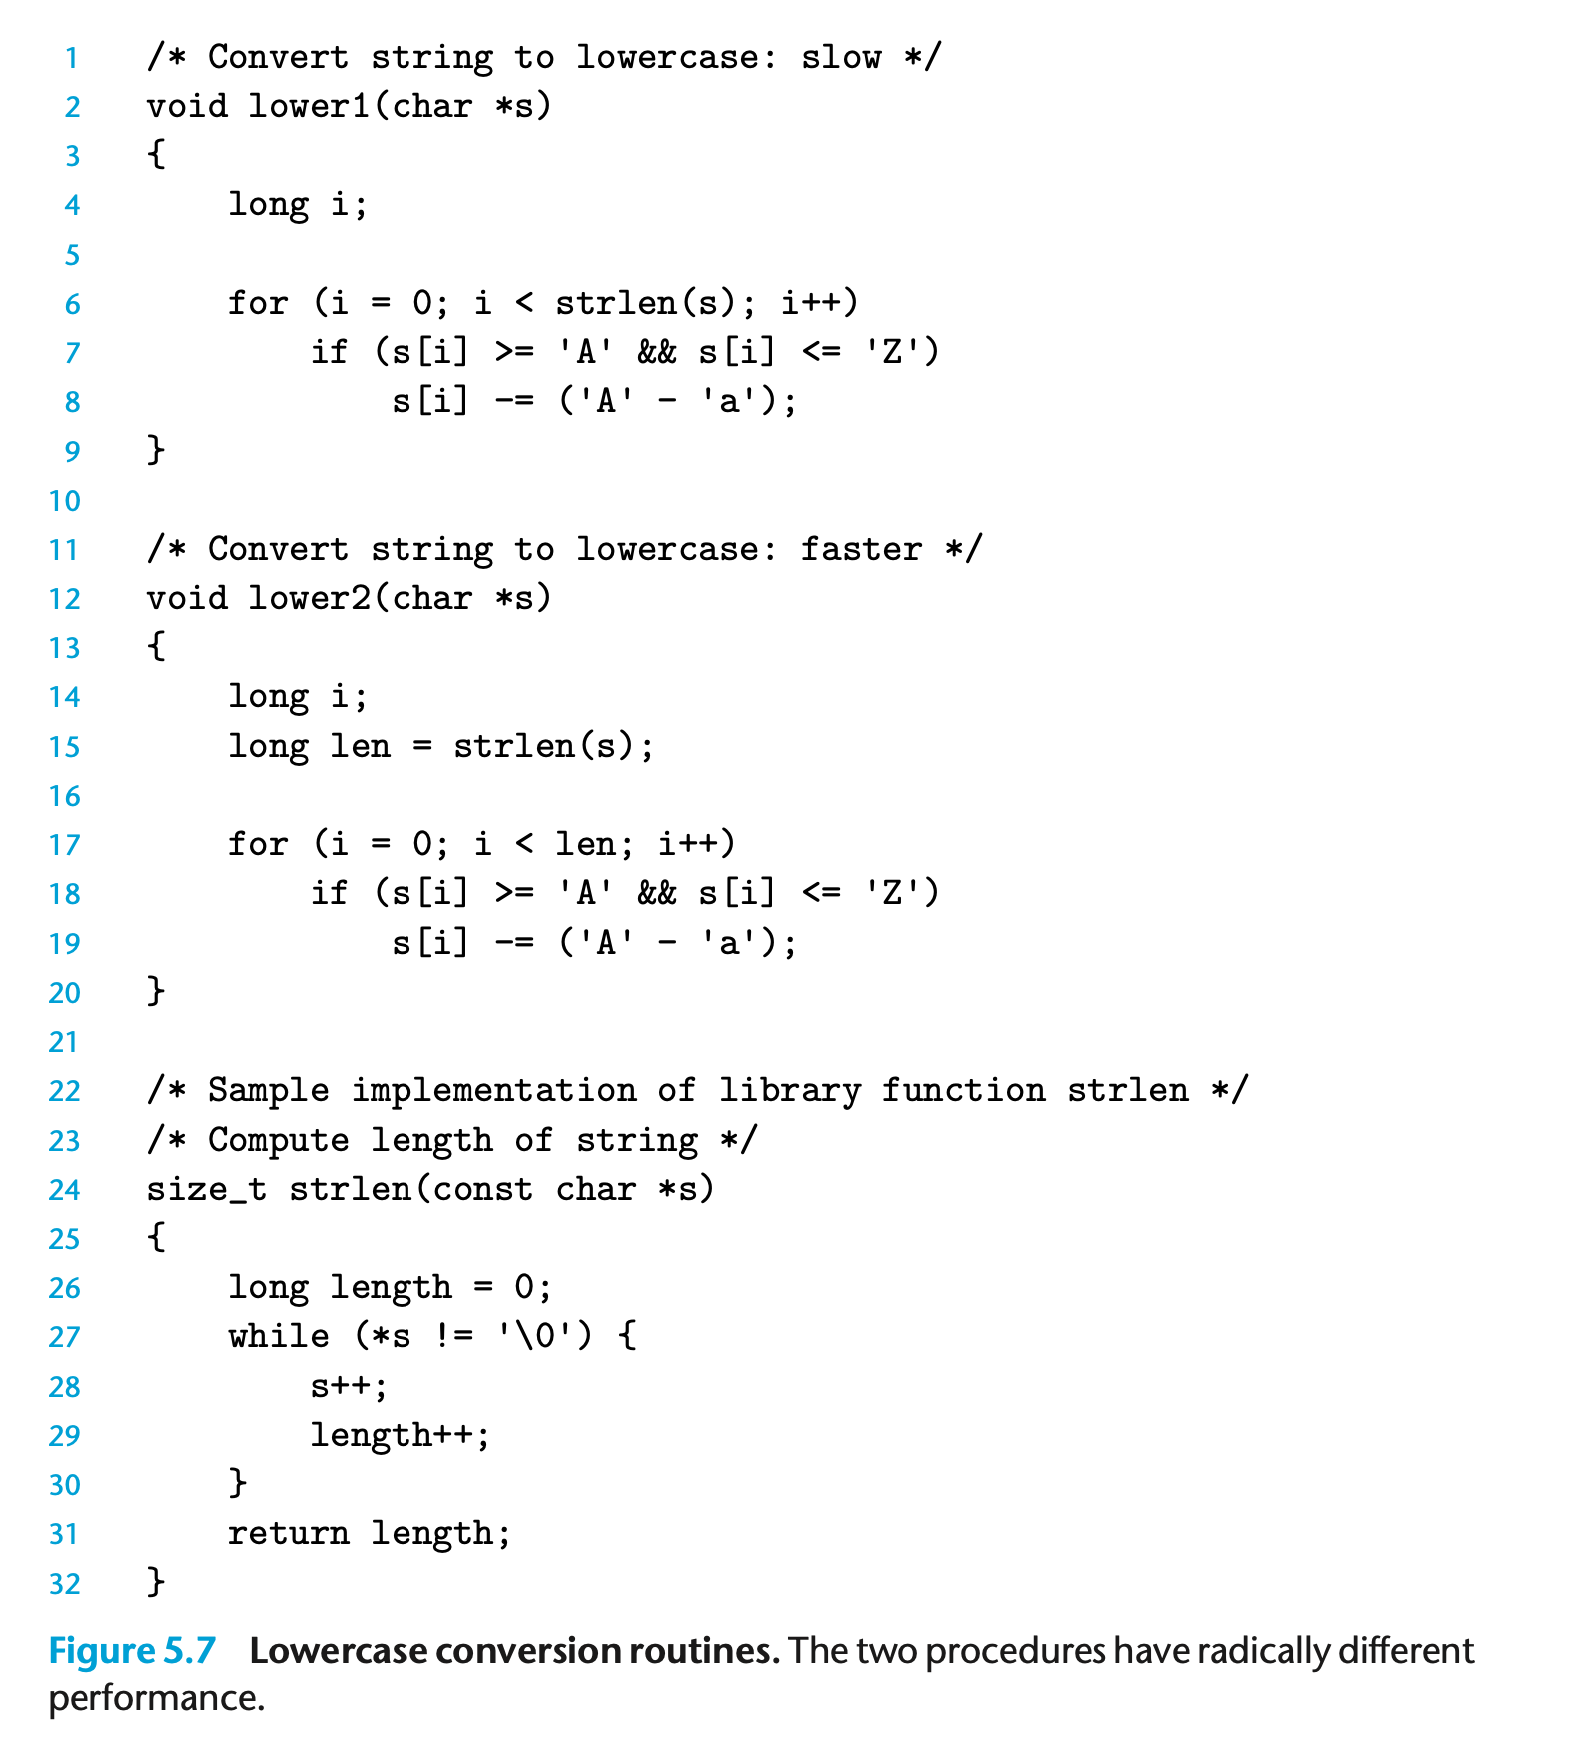 1 /* Convert string to lowercase: slow */
2 void lower1(char *s)
3 {
4     long i;
5
6     for (i = 0; i < strlen(s); i++)
7         if (s[i] >= 'A' && s[i] <= 'Z')
8             s[i] -= ('A' - 'a');
9 }
10
11 /* Convert string to lowercase: faster */
12 void lower2(char *s)
13 {
14     long i;
15     long len = strlen(s);
16
17     for (i = 0; i < len; i++)
18         if (s[i] >= 'A' && s[i] <= 'Z')
19             s[i] -= ('A' - 'a');
20 }
21
22 /* Sample implementation of library function strlen */
23 /* Compute length of string */
24 size_t strlen(const char *s)
25 {
26     long length = 0;
27     while (*s != '\0') {
28         s++;
29         length++;
30     }
31     return length;
32 }
Figure 5.7 Lowercase conversion routines. The two procedures have radically different
performance.